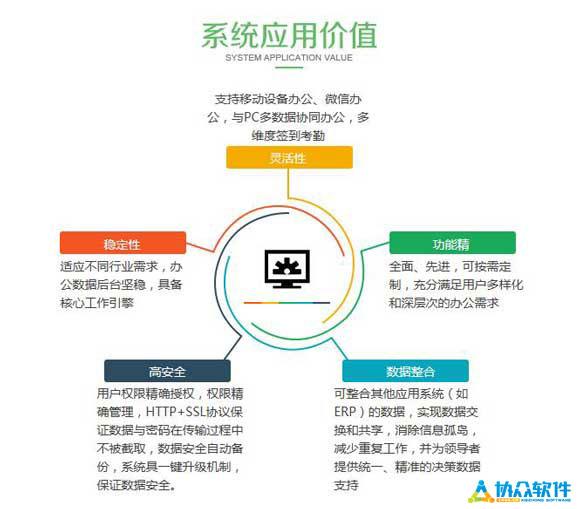 系统应用价值
SYSTEM APPLICATION VALUE
支持移动设备办公、微信办
公，与PC多数据协同办公，多
维度签到考勤
灵活性
稳定性
适应不同行业需求，办
公数据后台坚稳，具备
核心工作引擎
功能精
全面、先进，可按需定
制，充分满足用户多样化
和深层次的办公需求
高安全
用户权限精确授权，权限精
确管理，HTTP+SSL协议保
证数据与密码在传输过程中
不被截取，数据安全自动备
份，系统具一键升级机制，
保证数据安全。
数据整合
可整合其他应用系统（如
ERP）的数据，实现数据交
换和共享，消除信息孤岛，
减少重复工作，并为领导者
提供统一、精准的决策数据
支持
协众软件